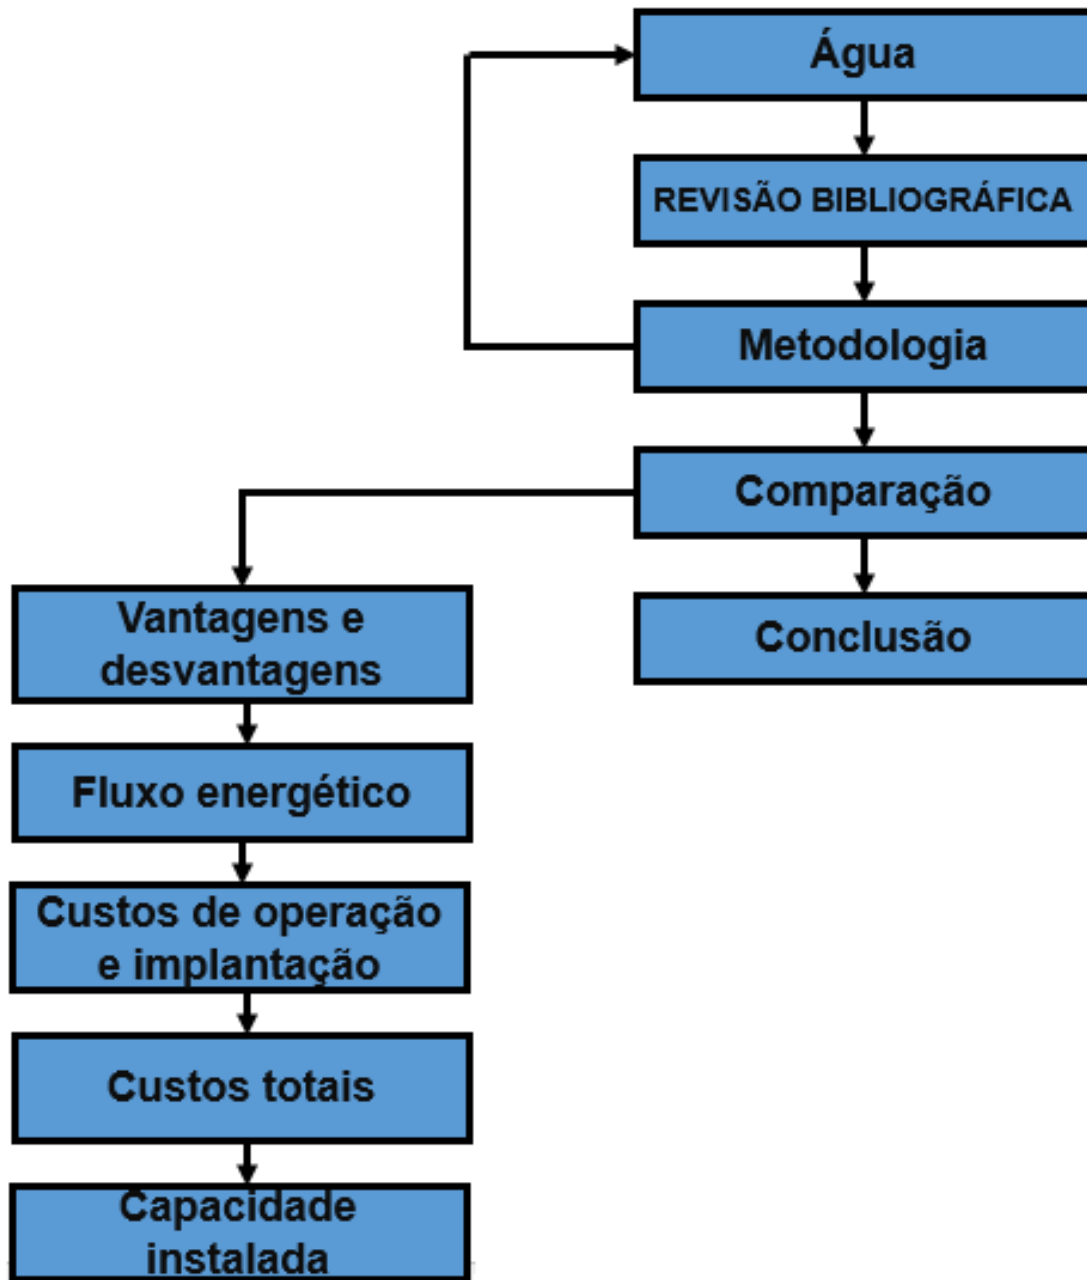 Água
REVISÃO BIBLIOGRÁFICA
Metodologia
Comparação
Conclusão
Vantagens e
desvantagens
Fluxo energético
Custos de operação
e implantação
Custos totais
Capacidade
instalada